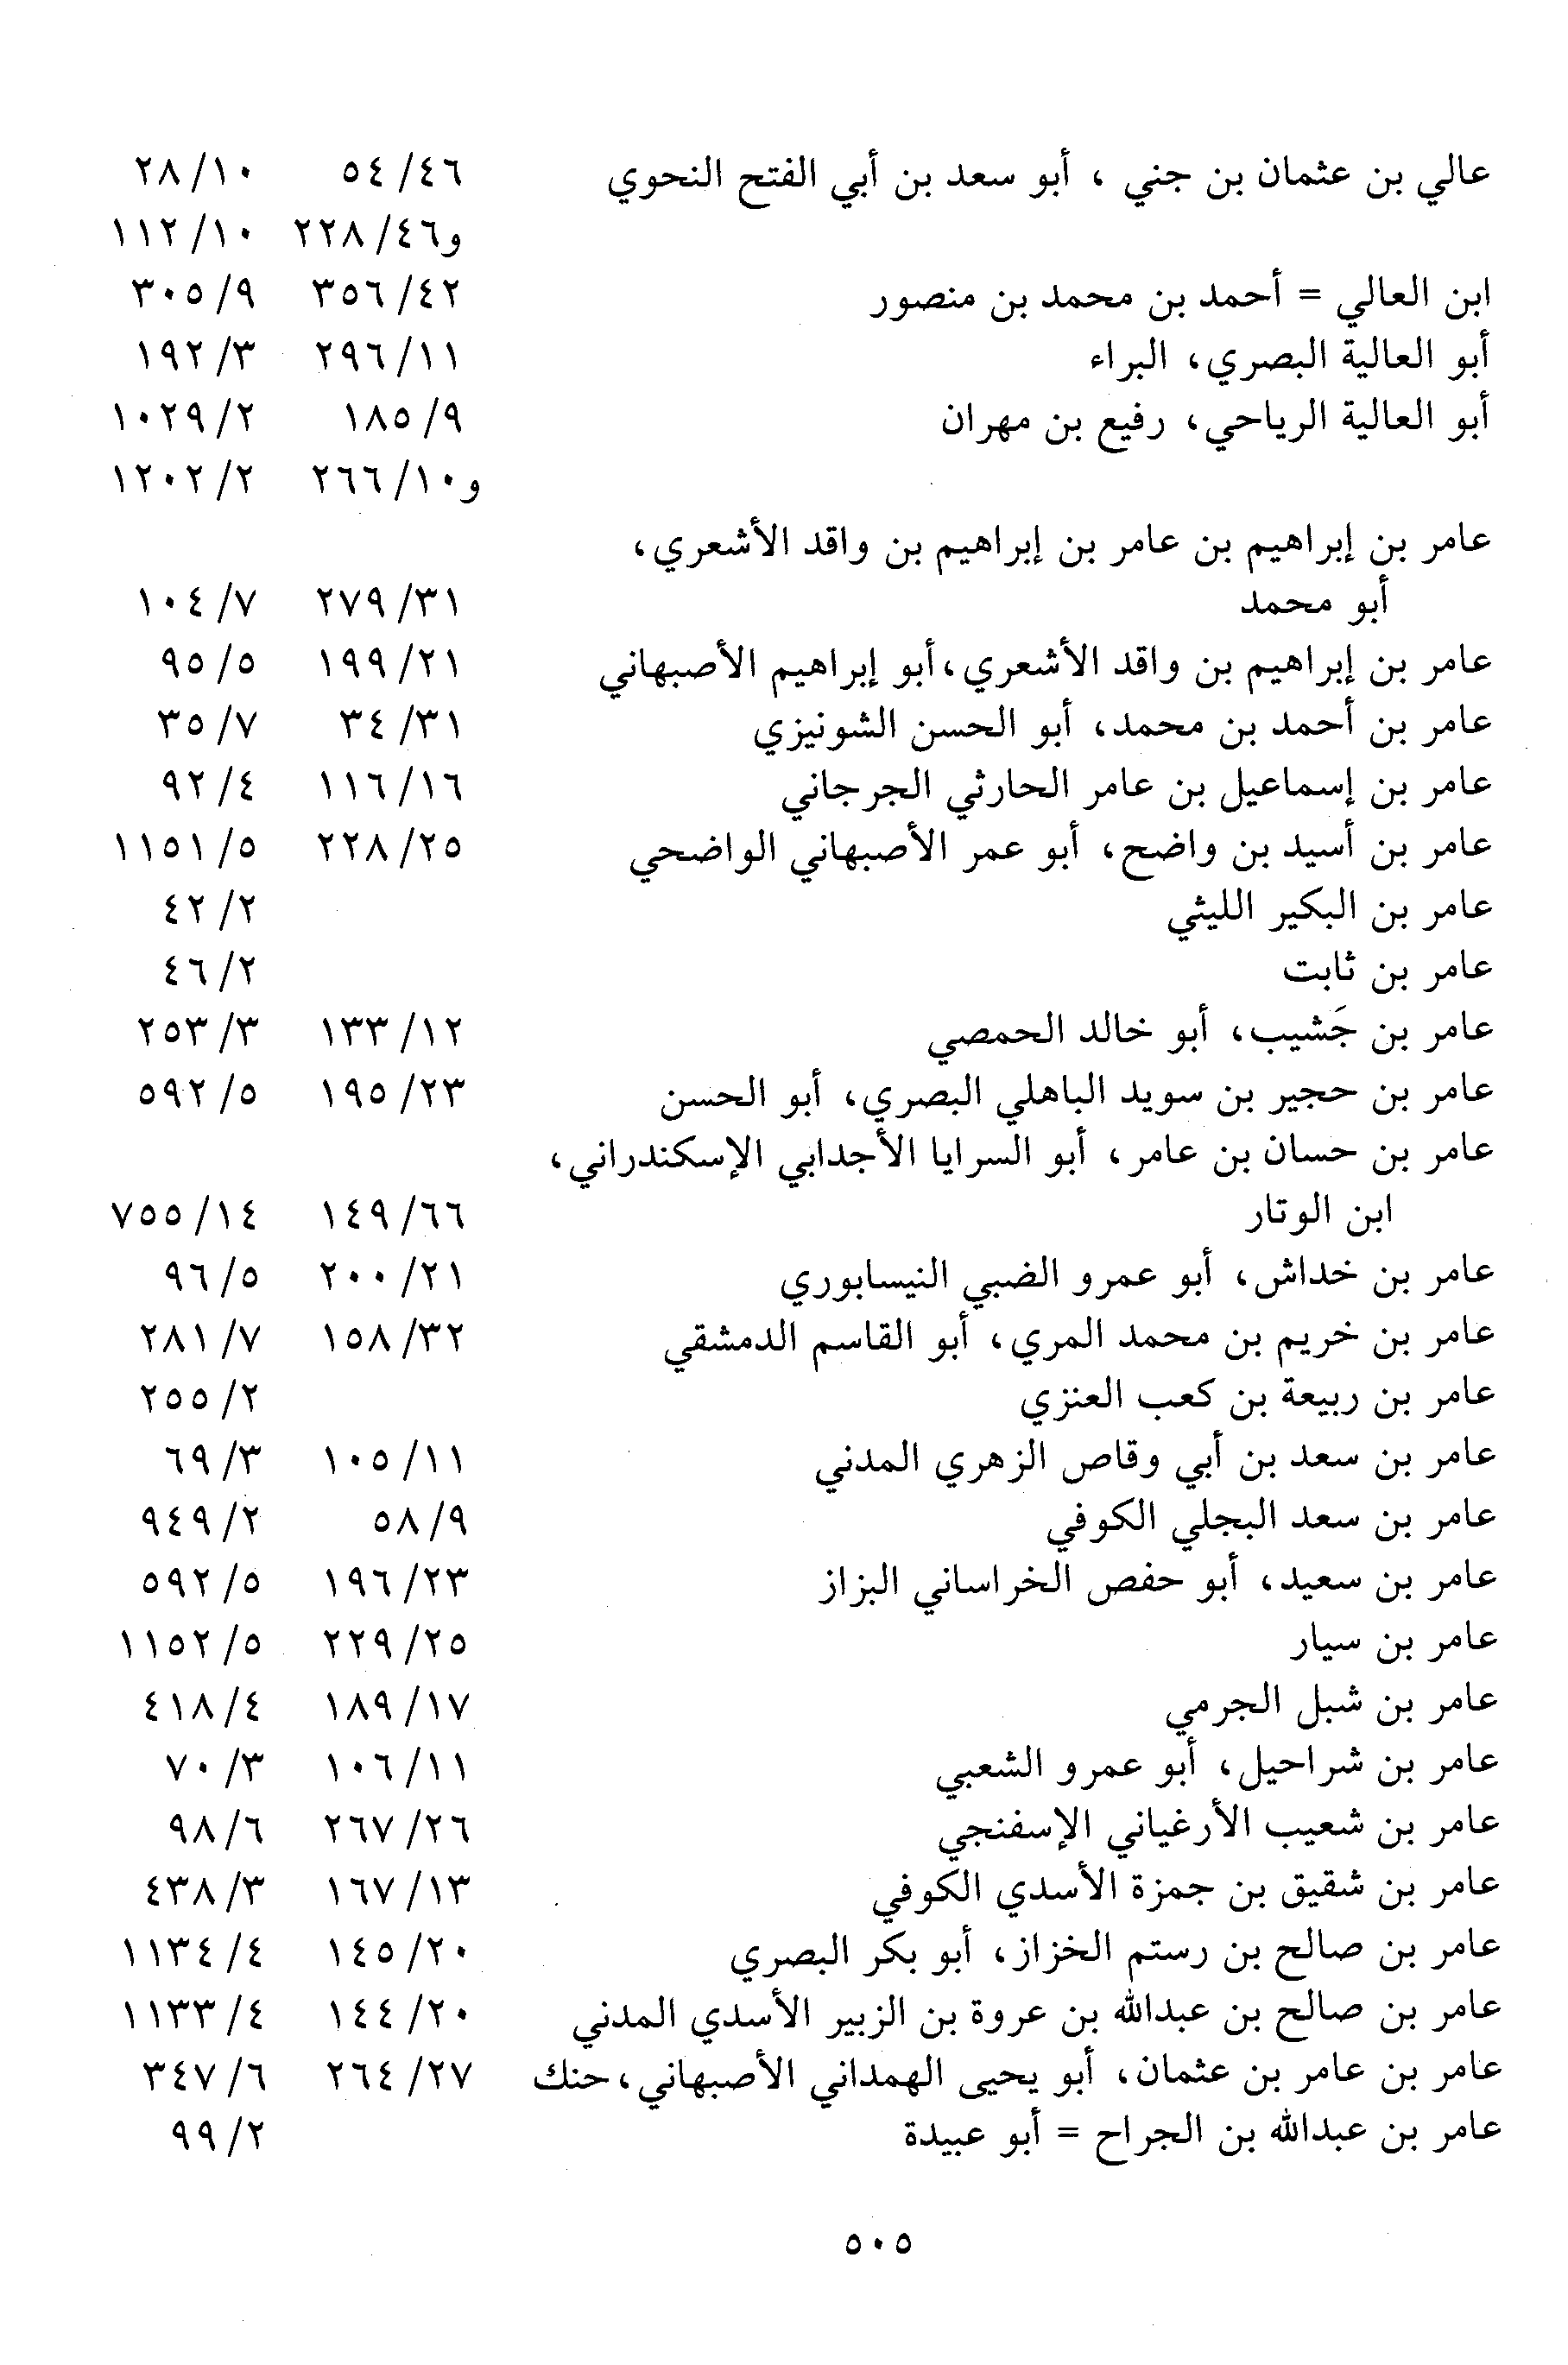 عالي بن عثمان بن جني ، أبو سعد بن أبي الفتح النحوي ٤٦/ ٥٤ ١٠/ ٢٨
و٤٦/ ٢٢٨ ١٠/ ١١٢
ابن العالي = أحمد بن محمد بن منصور ٤٢/ ٣٥٦ ٩/ ٣٠٥
أبو العالية البصري، البراء ١١/ ٢٩٦ ٣/ ١٩٢
أبو العالية الرياحي، رفيع بن مهران ٩/ ١٨٥ ٢/ ١٠٢٩
و١٠/ ٢٦٦ ٢/ ١٢٠٢
عامر بن إبراهيم بن عامر بن إبراهيم بن واقد الأشعري،
أبو محمد ٣١/ ٢٧٩ ٧/ ١٠٤
عامر بن إبراهيم بن واقد الأشعري،أبو إبراهيم الأصبهاني ٢١/ ١٩٩ ٥/ ٩٥
عامر بن أحمد بن محمد، أبو الحسن الشونيزي ٣١/ ٣٤ ٧/ ٣٥
عامر بن إسماعيل بن عامر الحارثي الجرجاني ١٦/ ١١٦ ٤/ ٩٢
عامر بن أسيد بن واضح، أبو عمر الأصبهاني الواضحي ٢٥/ ٢٢٨ ٥/ ١١٥١
عامر بن البكير الليثي ٢/ ٤٢
عامر بن ثابت ٢/ ٤٦
عامر بن جَشيب، أبو خالد الحمصي ١٢/ ١٣٣ ٣/ ٢٥٣
عامر بن حجير بن سويد الباهلي البصري، أبو الحسن ٢٣/ ١٩٥ ٥/ ٥٩٢
عامر بن حسان بن عامر، أبو السرايا الأجدابي الإسكندراني،
ابن الوتار ٦٦/ ١٤٩ ١٤/ ٧٥٥
عامر بن خداش، أبو عمرو الضبي النيسابوري ٢١/ ٢٠٠ ٥/ ٩٦
عامر بن خريم بن محمد المري، أبو القاسم الدمشقي ٣٢/ ١٥٨ ٧/ ٢٨١
عامر بن ربيعة بن كعب العنزي ٢/ ٢٥٥
عامر بن سعد بن أبي وقاص الزهري المدني ١١/ ١٠٥ ٣/ ٦٩
عامر بن سعد البجلي الكوفي ٩/ ٥٨ ٢/ ٩٤٩
عامر بن سعيد، أبو حفص الخراساني البزاز ٢٣/ ١٩٦ ٥/ ٥٩٢
عامر بن سيار ٢٥/ ٢٢٩ ٥/ ١١٥٢
عامر بن شبل الجرمي ١٧/ ١٨٩ ٤/ ٤١٨
عامر بن شراحيل، أبو عمرو الشعبي ١١/ ١٠٦ ٣/ ٧٠
عامر بن شعيب الأرغياني الإسفنجي ٢٦/ ٢٦٧ ٦/ ٩٨
عامر بن شقيق بن جمزة الأسدي الكوفي ١٣/ ١٦٧ ٣/ ٤٣٨
عامر بن صالح بن رستم الخزاز، أبو بكر البصري ٢٠/ ١٤٥ ٤/ ١١٣٤
عامر بن صالح بن عبدالله بن عروة بن الزبير الأسدي المدني ٢٠/ ١٤٤ ٤/ ١١٣٣
عامر بن عامر بن عثمان، أبو يحيى الهمداني الأصبهاني،حنك ٢٧/ ٢٦٤ ٦/ ٣٤٧
عامر بن عبدالله بن الجراح = أبو عبيدة ٢/ ٩٩
٥٠٥